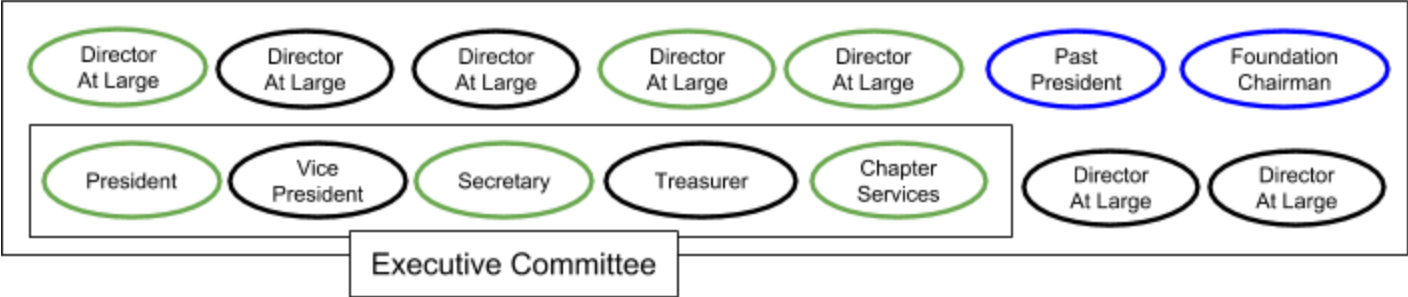 Director
At Large
Director
At Large
Director
At Large
Director
At Large
Director
At Large
Past
President
Foundation
Chairman
President
Vice
President
Secretary
Treasurer
Chapter
Services
Director
At Large
Director
At Large
Executive Committee